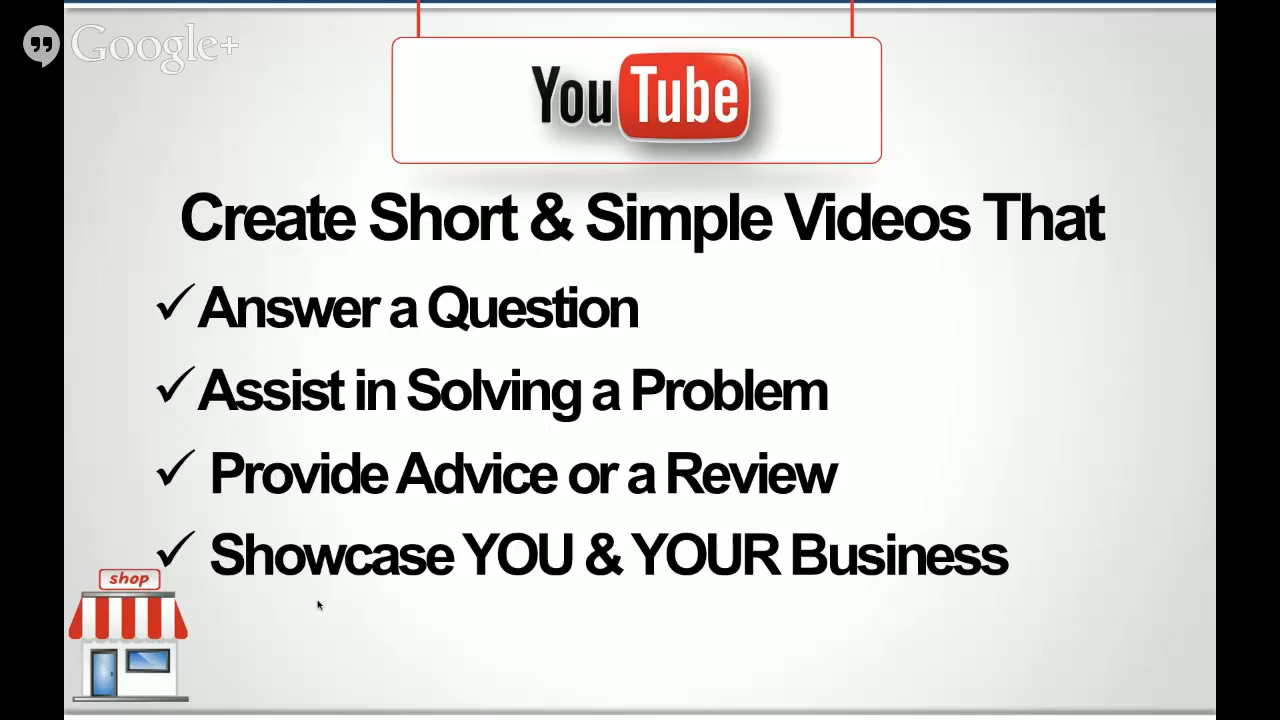 Google+
YouTube
Create Short & Simple Videos That
✓Answer a Question
✓Assist in Solving a Problem
✓ Provide Advice or a Review
✓ Showcase YOU & YOUR Business
shop